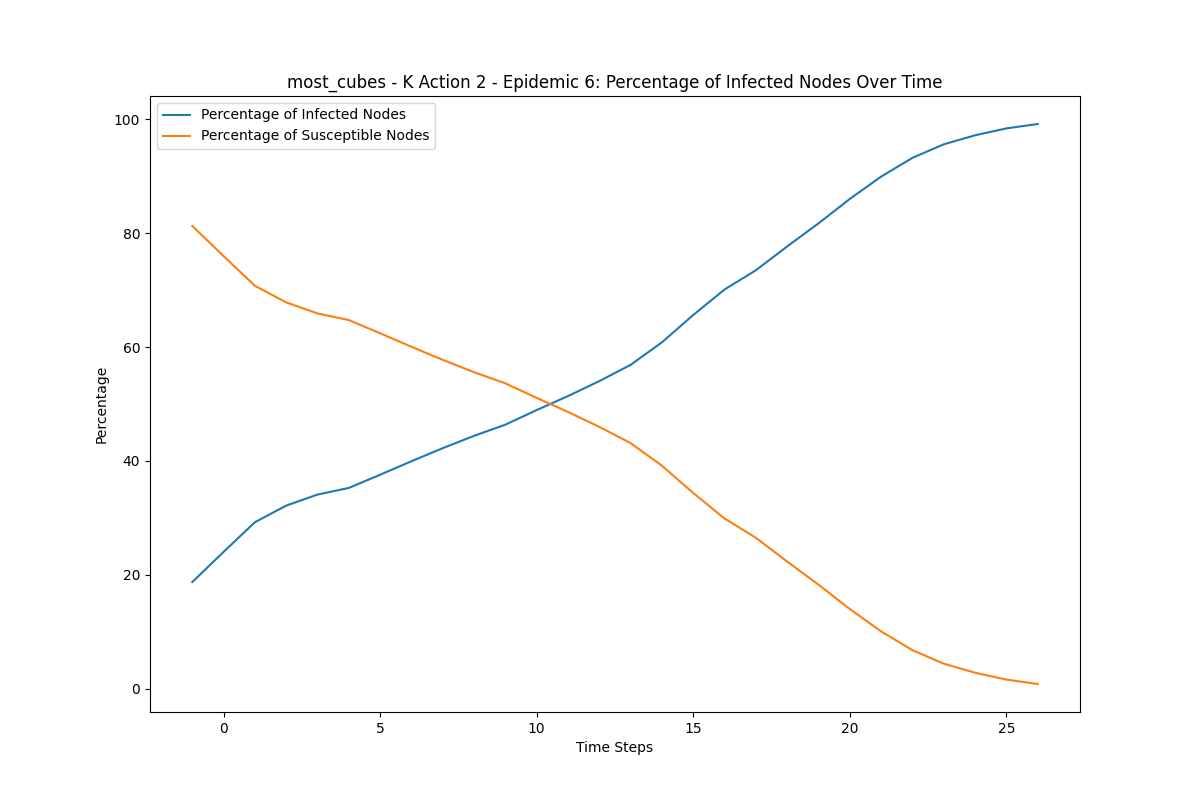 most_cubes - K Action 2 - Epidemic 6: Percentage of Infected Nodes Over Time
Percentage of Infected Nodes
Percentage of Susceptible Nodes
100
80
60
40
20
0
Percentage
0 5 10 15 20 25
Time Steps